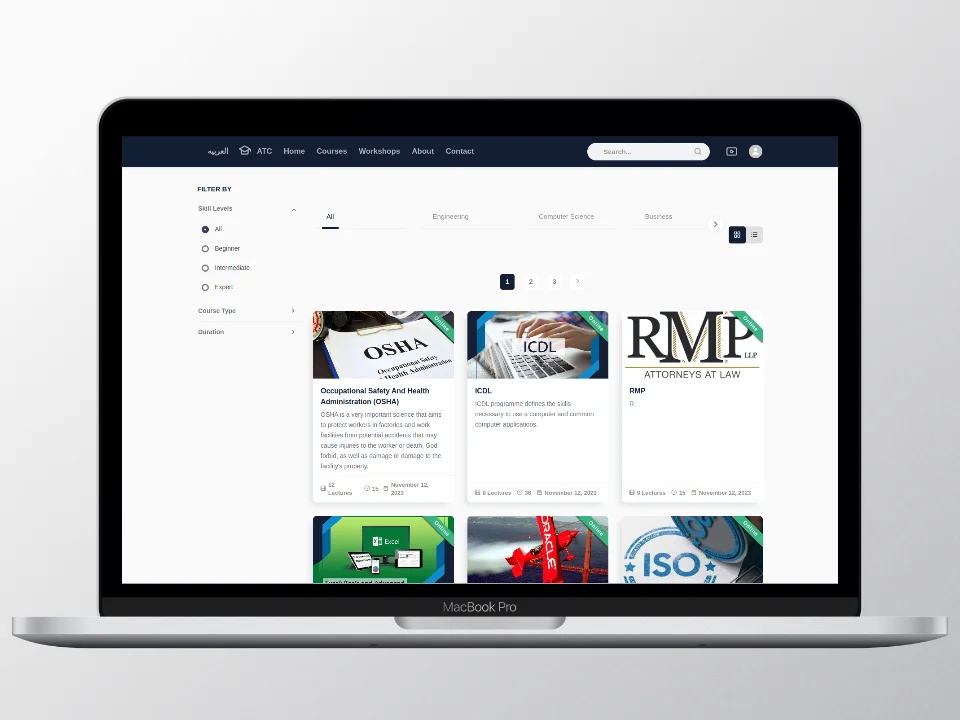 العربيه ATC Home Courses Workshops About Contact Search...
FILTER BY
Skill Levels
All
Beginner
Intermediate
Expert
Course Type
Duration
All Engineering Computer Science Business
1 2 3
OSHA
Occupational Safety
Health Administration
Online
Occupational Safety And Health
Administration (OSHA)
OSHA is a very important science that aims
to protect workers in factories and work
facilities from potential accidents that may
cause injuries to the worker or death, God
forbid, as well as damage or damage to the
facility's property.
12
Lectures
15
November 12,
2023
ICDL
Online
ICDL
ICDL programme defines the skills
necessary to use a computer and common
computer applications.
8 Lectures 36 November 12, 2023
RMP LLP
ATTORNEYS AT LAW
Online
RMP
R
9 Lectures 15 November 12, 2023
Excel
Online
Excel Basic and Advanced
ORACLE
Online
ISO
Online
MacBook Pro